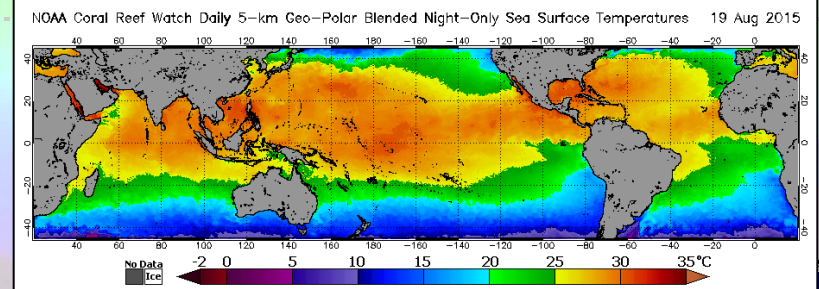 NOAA Coral Reef Watch Daily 5-km Geo-Polar Blended Night-Only Sea Surface Temperatures 19 Aug 2015
40 60 80 100 120 140 160 180 -160 -140 -120 -100 -80 -60 -40 -20 0
40 40
20 20
0 0
-20 -20
-40 -40
40 60 80 100 120 140 160 180 -160 -140 -120 -100 -80 -60 -40 -20 0
No Data
Ice
-2 0 5 10 15 20 25 30 35 °C